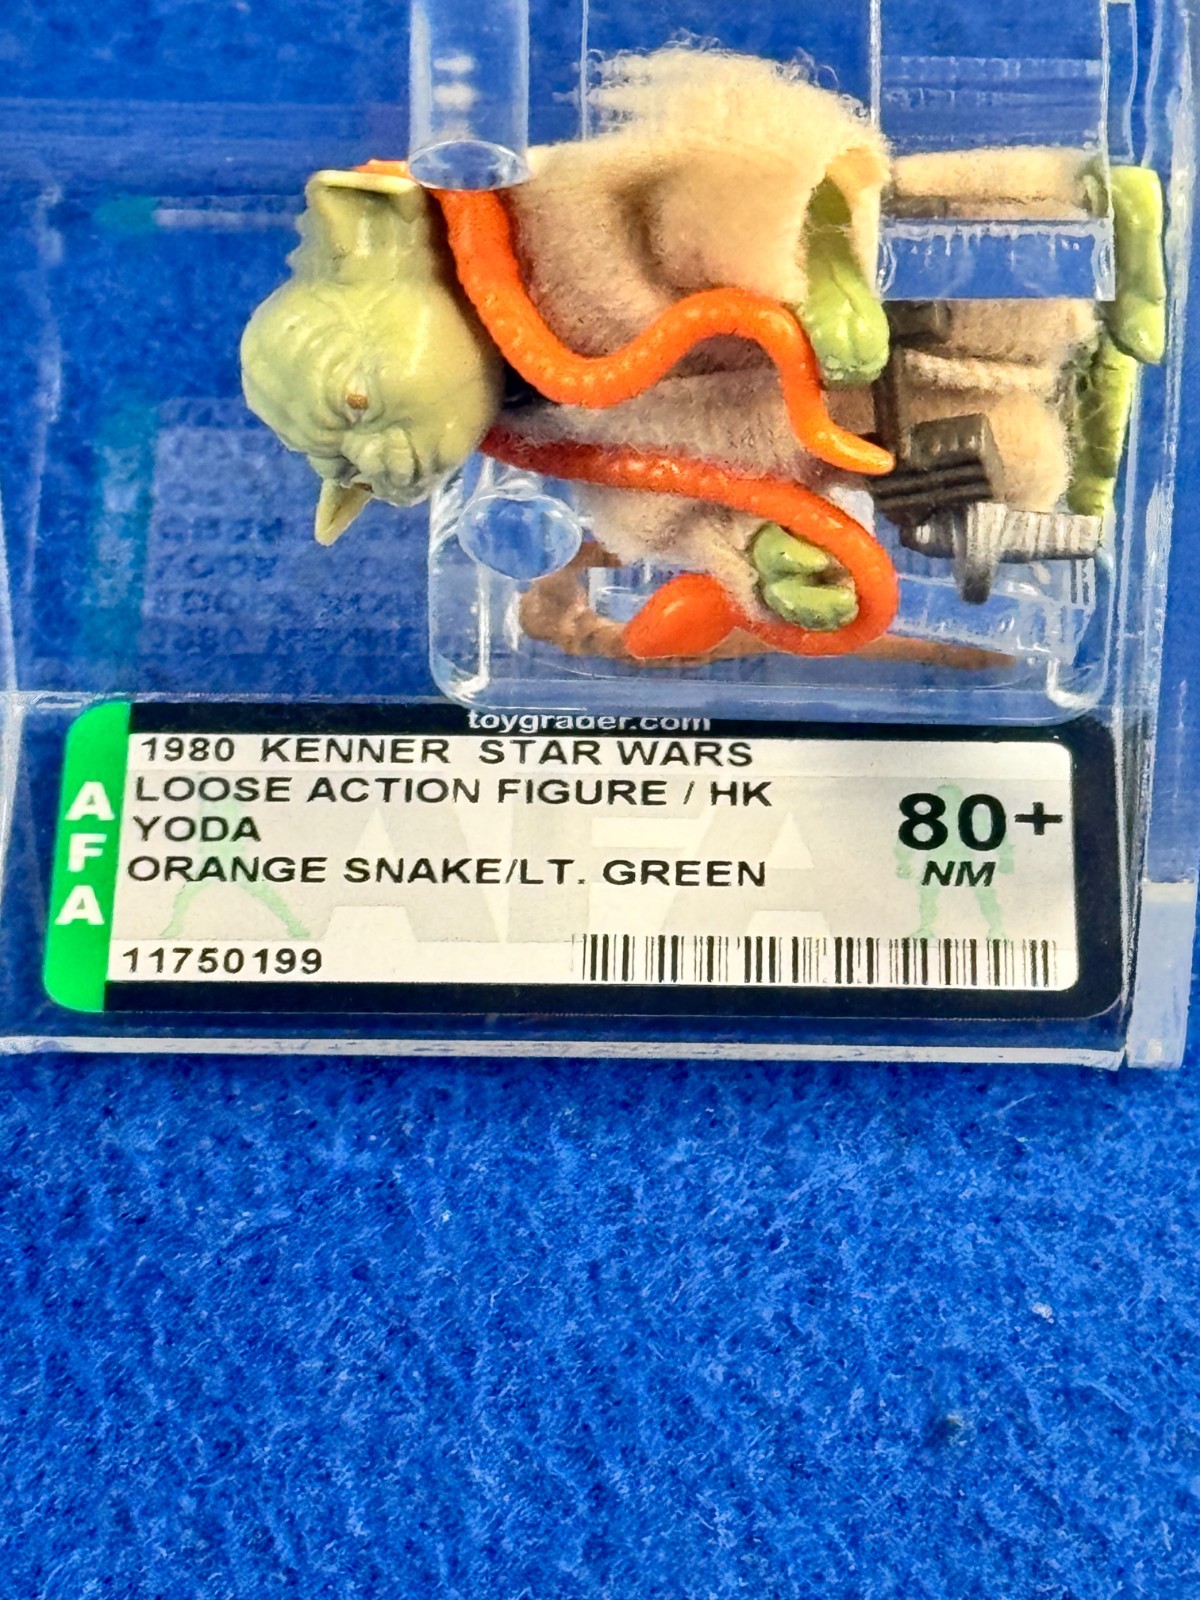 toygrader.com
1980 KENNER STAR WARS
LOOSE ACTION FIGURE / HK
YODA
ORANGE SNAKE/LT. GREEN
80+
NM
11750199
AFA